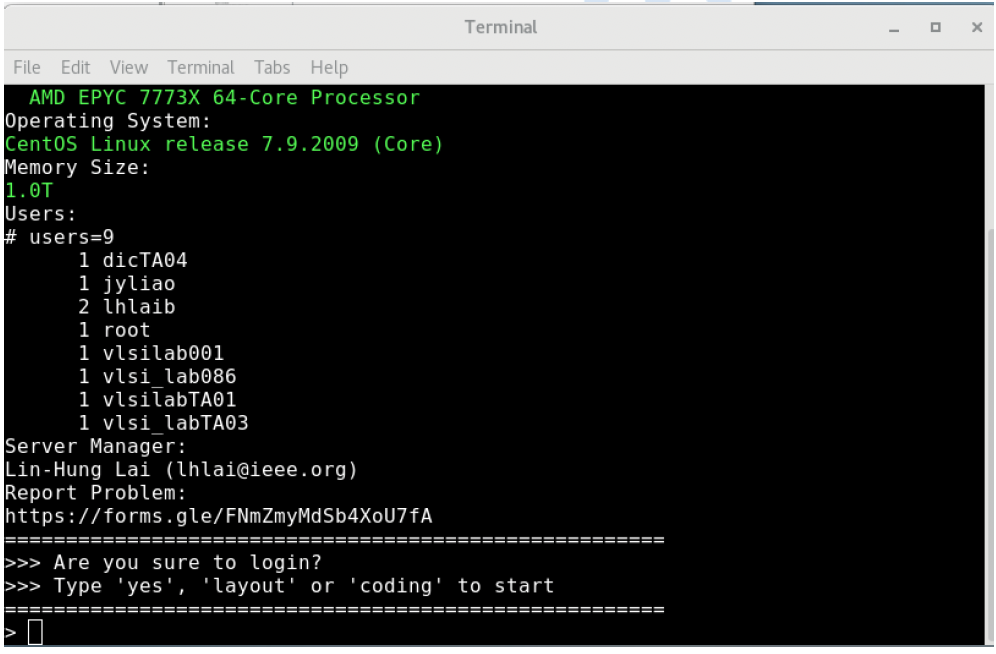 Terminal
File Edit View Terminal Tabs Help
AMD EPYC 7773X 64-Core Processor
Operating System:
CentOS Linux release 7.9.2009 (Core)
Memory Size:
1.0T
Users:
# users=9
1 dicTA04
1 jyliao
2 lhlaib
1 root
1 vlsilab001
1 vlsi_lab086
1 vlsilabTA01
1 vlsi_labTA03
Server Manager:
Lin-Hung Lai (lhlai@ieee.org)
Report Problem:
https://forms.gle/FNmZmyMdSb4XoU7fA
======================================================
>>> Are you sure to login?
>>> Type 'yes', 'layout' or 'coding' to start
======================================================
>